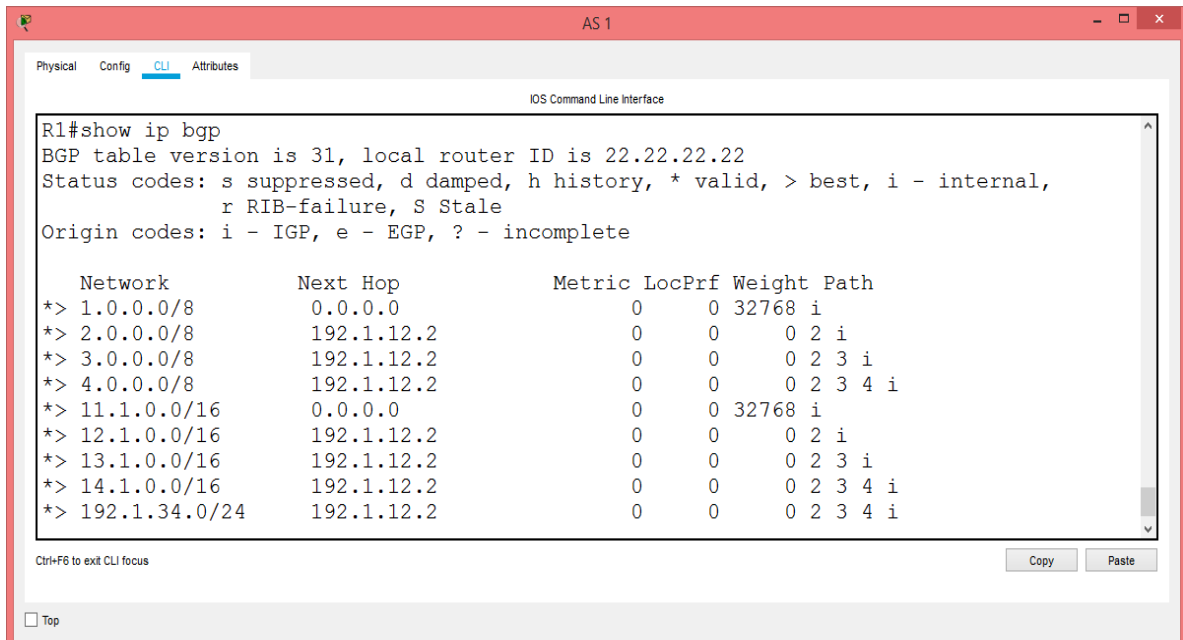 AS 1
Physical Config CLI Attributes
IOS Command Line Interface
R1#show ip bgp
BGP table version is 31, local router ID is 22.22.22.22
Status codes: s suppressed, d damped, h history, * valid, > best, i - internal,
r RIB-failure, S Stale
Origin codes: i - IGP, e - EGP, ? - incomplete
Network Next Hop Metric LocPrf Weight Path
*> 1.0.0.0/8 0.0.0.0 0 0 32768 i
*> 2.0.0.0/8 192.1.12.2 0 0 0 2 i
*> 3.0.0.0/8 192.1.12.2 0 0 0 2 3 i
*> 4.0.0.0/8 192.1.12.2 0 0 0 2 3 4 i
*> 11.1.0.0/16 0.0.0.0 0 0 32768 i
*> 12.1.0.0/16 192.1.12.2 0 0 0 2 i
*> 13.1.0.0/16 192.1.12.2 0 0 0 2 3 i
*> 14.1.0.0/16 192.1.12.2 0 0 0 2 3 4 i
*> 192.1.34.0/24 192.1.12.2 0 0 0 2 3 4 i
Ctrl+F6 to exit CLI focus
Copy Paste
Top